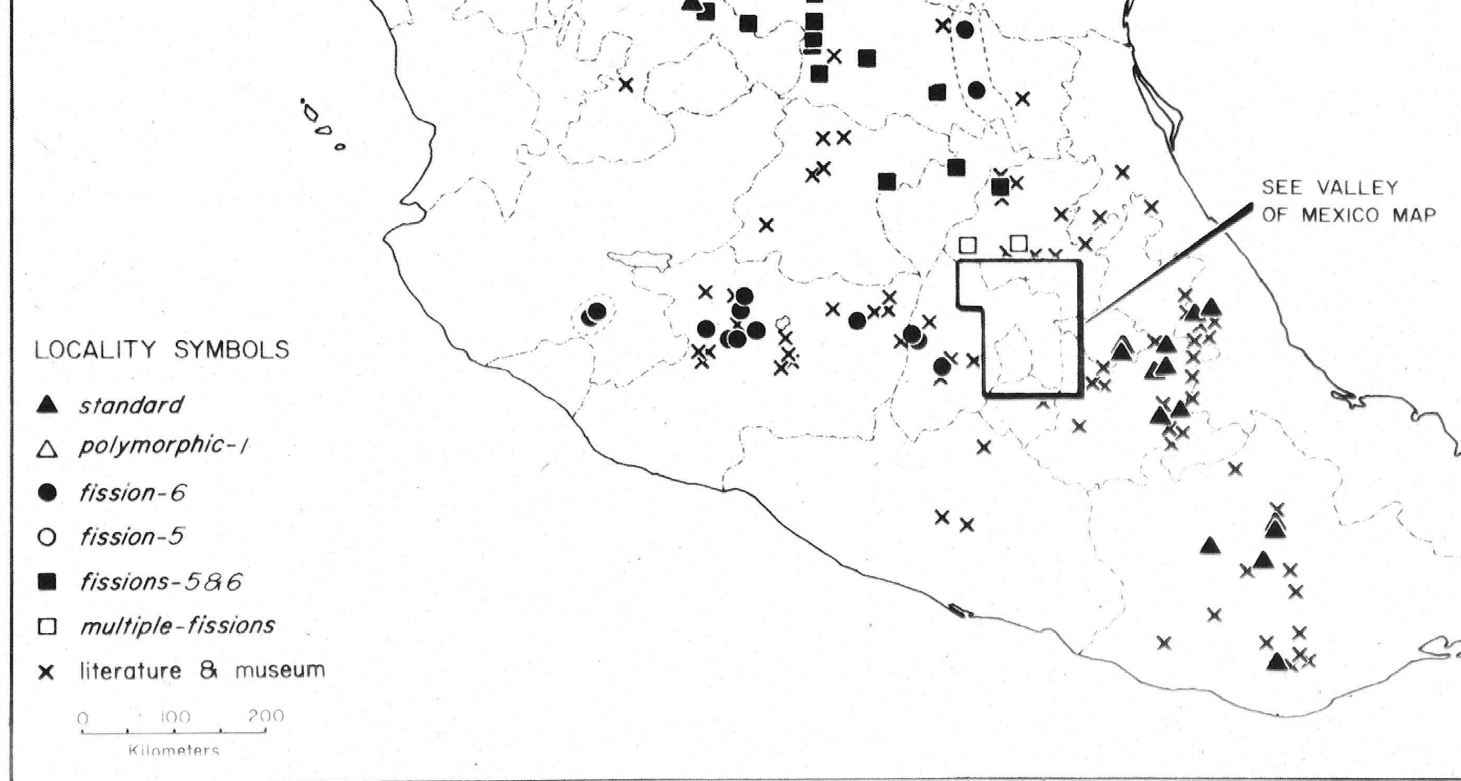 SEE VALLEY
OF MEXICO MAP
LOCALITY SYMBOLS
standard
polymorphic-1
fission-6
fission-5
fissions-5&6
multiple-fissions
literature & museum
0 100 200
Kilometers